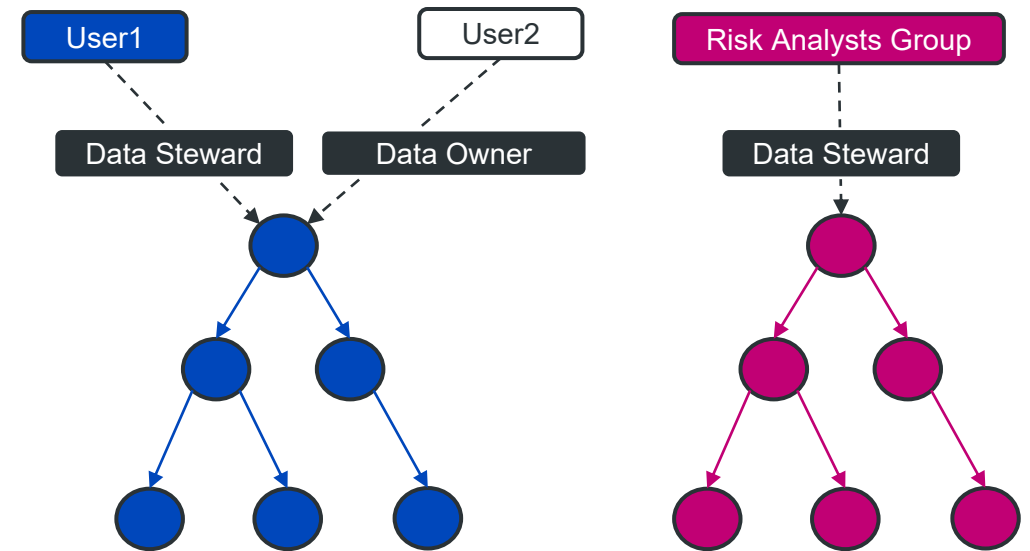 User1
User2
Risk Analysts Group
Data Steward
Data Owner
Data Steward